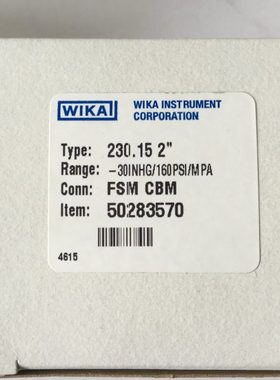 WIKA
WIKA INSTRUMENT
CORPORATION
Type: 230.15 2"
Range: -30INHG/160PSI/MPA
Conn: FSM CBM
Item: 50283570
4615